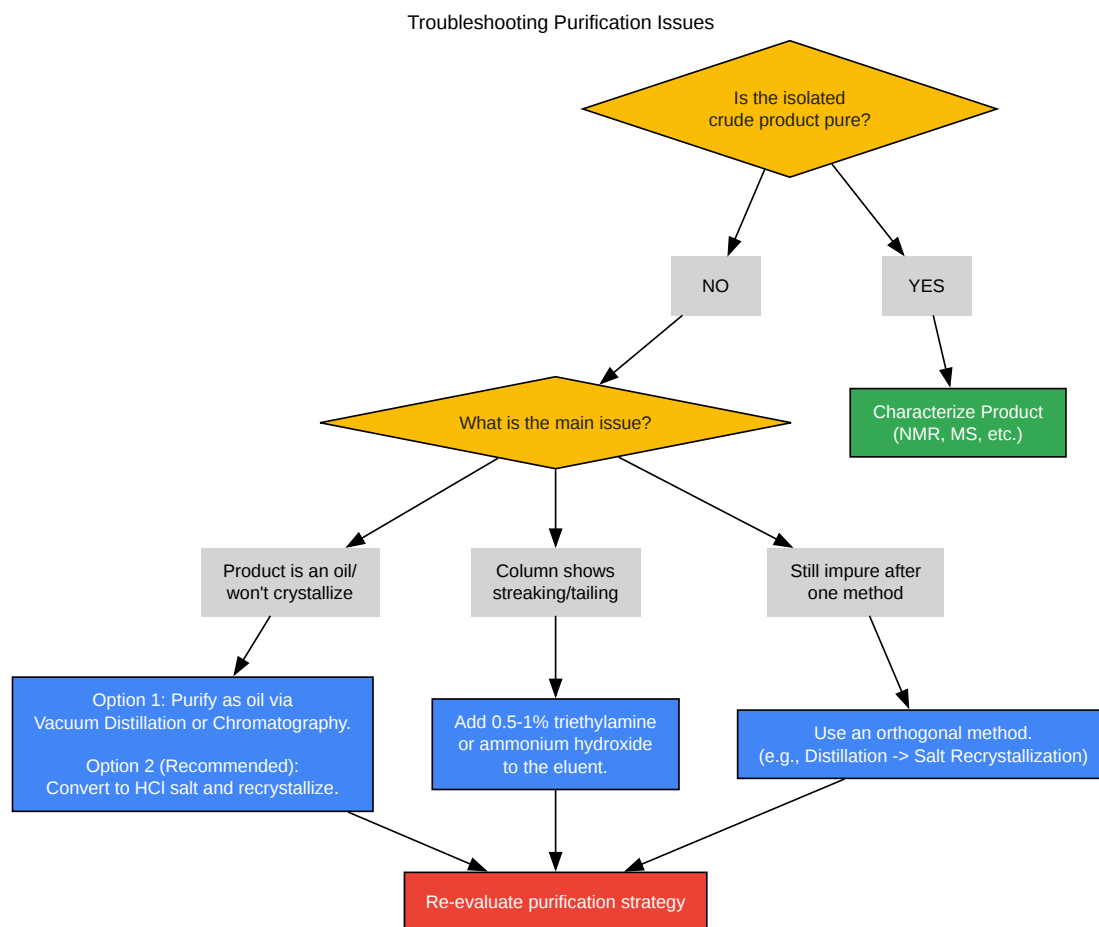 Troubleshooting Purification Issues
Is the isolated
crude product pure?
NO
YES
What is the main issue?
Characterize Product
(NMR, MS, etc.)
Product is an oil/
won't crystallize
Column shows
streaking/tailing
Still impure after
one method
Option 1: Purify as oil via
Vacuum Distillation or Chromatography.
Option 2 (Recommended):
Convert to HCl salt and recrystallize.
Add 0.5-1% triethylamine
or ammonium hydroxide
to the eluent.
Use an orthogonal method.
(e.g., Distillation -> Salt Recrystallization)
Re-evaluate purification strategy